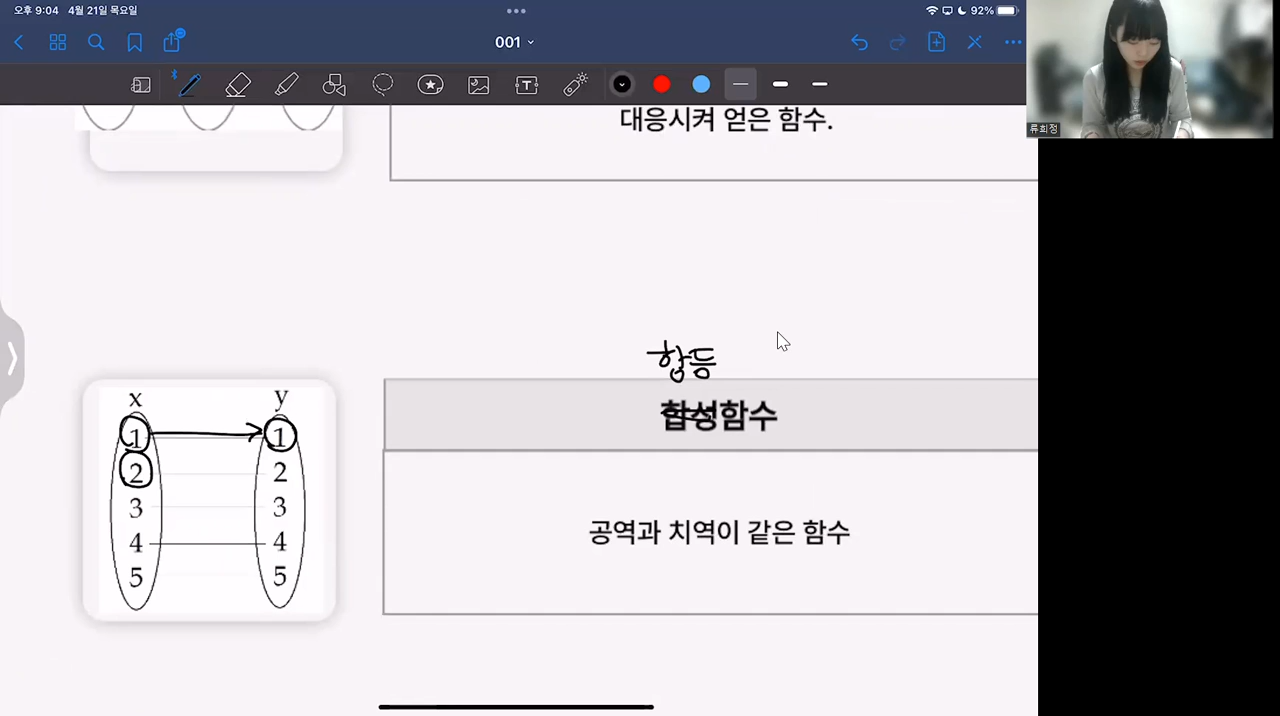 오후 9:04 4월 21일 목요일
92%
001
T
류희정
대응시켜 얻은 함수.
항등
합성함수
x y
1 1
2 2
3 3
4 4
5 5
공역과 치역이 같은 함수